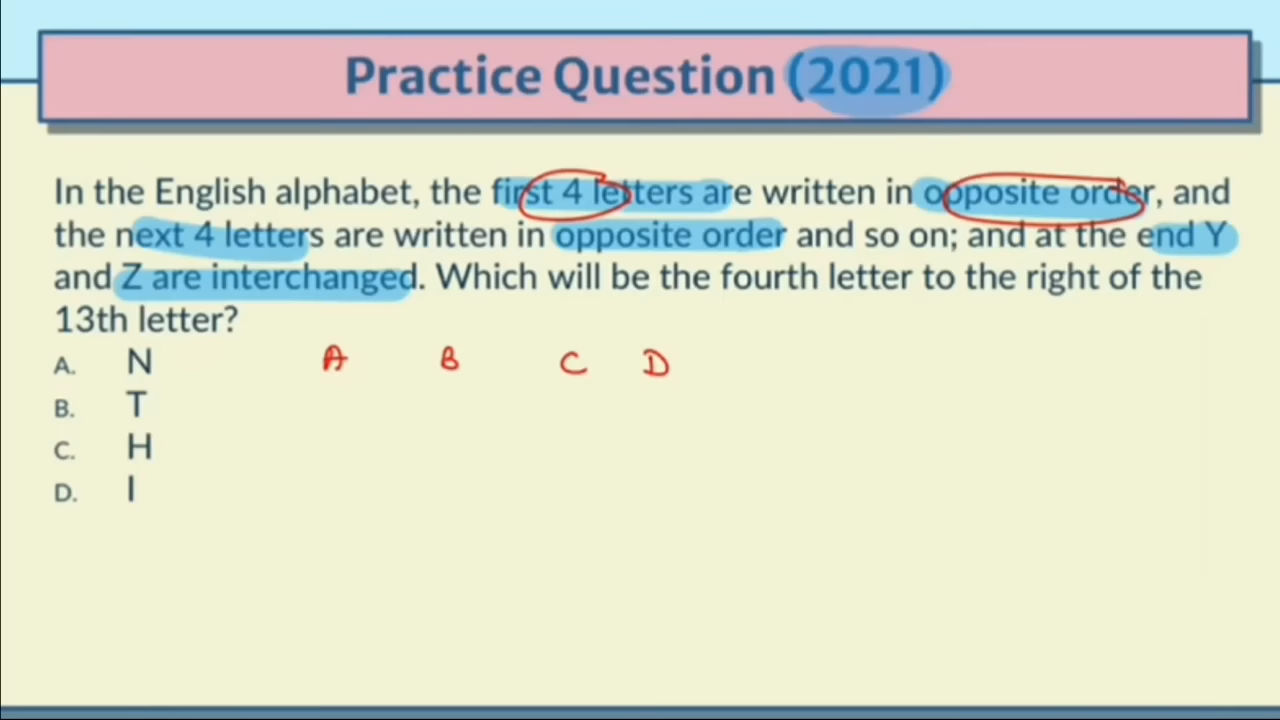 Practice Question (2021)
In the English alphabet, the first 4 letters are written in opposite order, and
the next 4 letters are written in opposite order and so on; and at the end Y
and Z are interchanged. Which will be the fourth letter to the right of the
13th letter?
A. N
A B C D
B. T
C. H
D. I